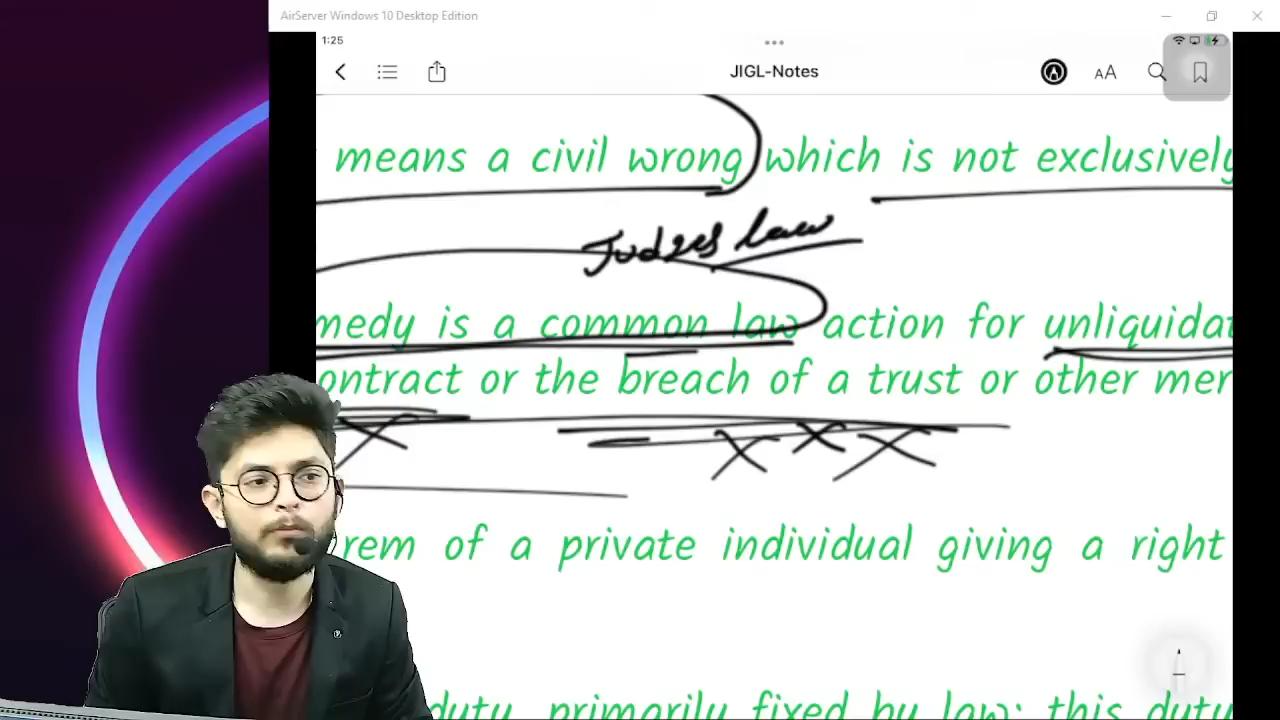 AirServer Windows 10 Desktop Edition
1:25
JIGL-Notes
AA
means a civil wrong which is not exclusively
Judges law
medy is a common law action for unliquidat
ontract or the breach of a trust or other mer
rem of a private individual giving a right
duty, primarily fixed by law; this duty